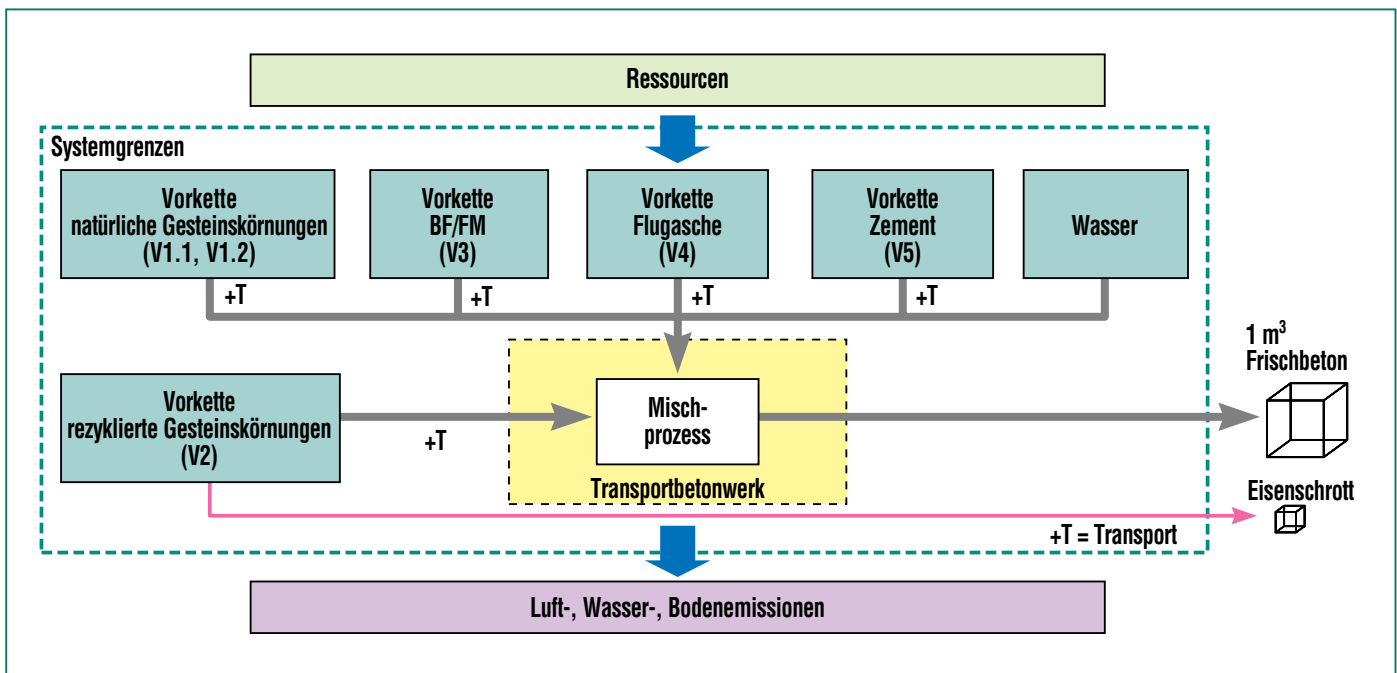 Ressourcen
Systemgrenzen
Vorkette
natürliche Gesteinskörnungen
(V1.1, V1.2)
Vorkette
BF/FM
(V3)
Vorkette
Flugasche
(V4)
Vorkette
Zement
(V5)
Wasser
+T
+T
+T
+T
1 m³
Frischbeton
Vorkette
rezyklierte Gesteinskörnungen
(V2)
+T
Misch-
prozess
Transportbetonwerk
Eisenschrott
+T = Transport
Luft-, Wasser-, Bodenemissionen